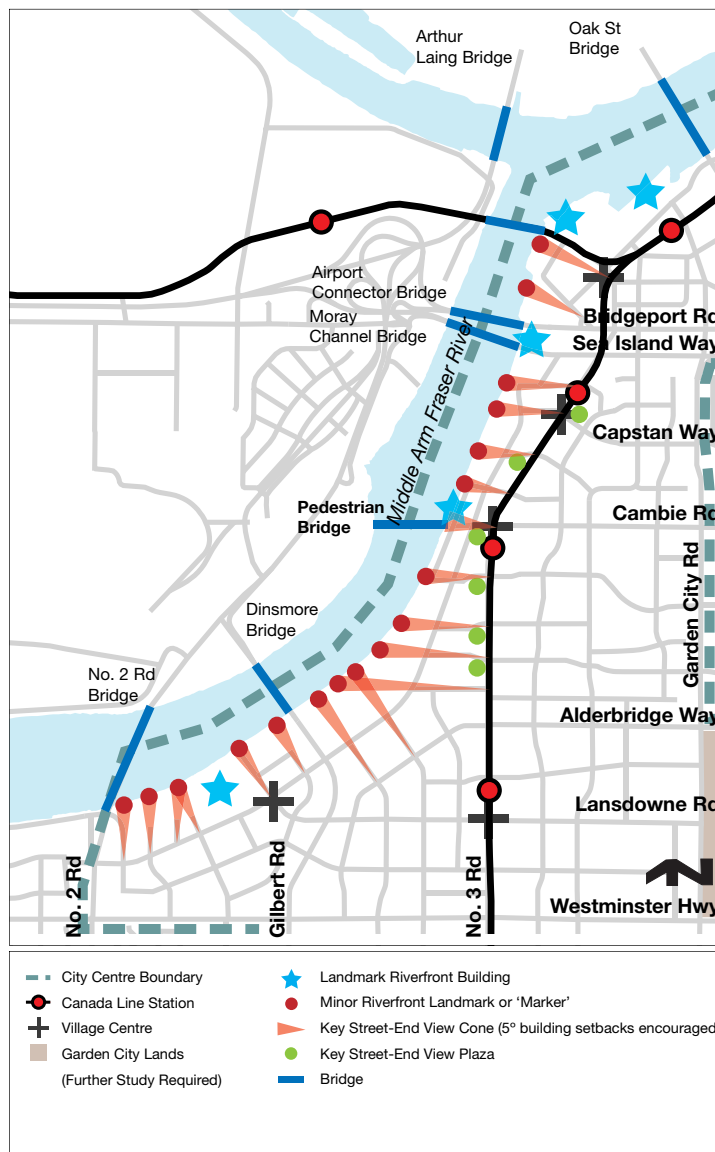 Arthur
Laing Bridge
Oak St
Bridge
Airport
Connector Bridge
Moray
Channel Bridge
Bridgeport Rd
Sea Island Way
Middle Arm Fraser River
Capstan Way
Pedestrian
Bridge
Cambie Rd
Garden City Rd
Dinsmore
Bridge
No. 2 Rd
Bridge
Alderbridge Way
Lansdowne Rd
No. 2 Rd
Gilbert Rd
No. 3 Rd
Westminster Hwy
City Centre Boundary
Canada Line Station
Village Centre
Garden City Lands
(Further Study Required)
Landmark Riverfront Building
Minor Riverfront Landmark or ‘Marker’
Key Street-End View Cone (5º building setbacks encouraged
Key Street-End View Plaza
Bridge